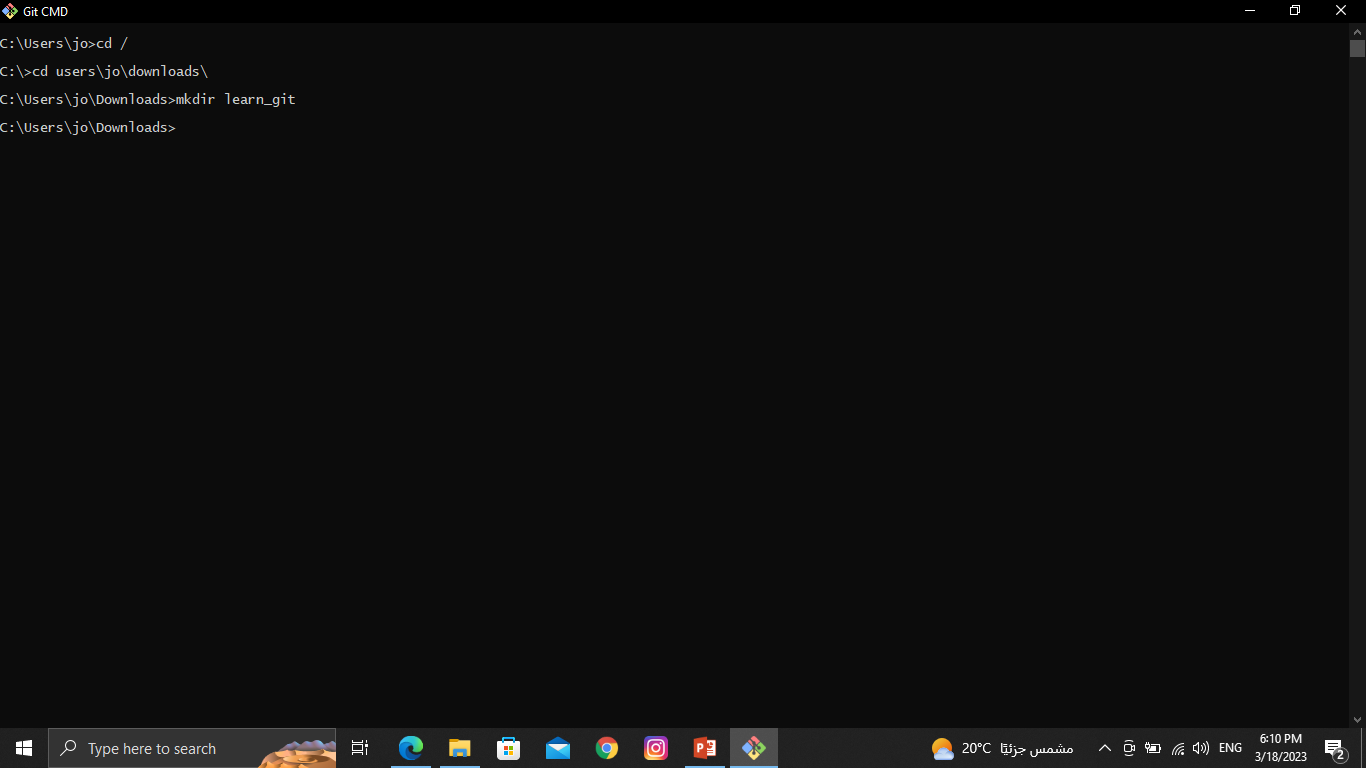 Git CMD
C:\Users\jo>cd /
C:\>cd users\jo\downloads\
C:\Users\jo\Downloads>mkdir learn_git
C:\Users\jo\Downloads>
Type here to search
20°C مشمس جزئيًا
ENG
6:10 PM
3/18/2023
2